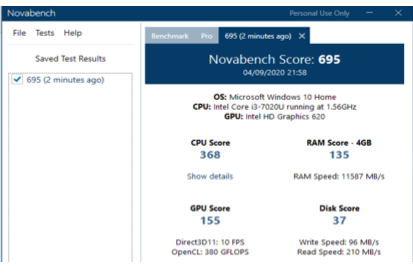 Novabench
Personal Use Only
File Tests Help
Benchmark Pro 695 (2 minutes ago) ×
Saved Test Results
695 (2 minutes ago)
Novabench Score: 695
04/09/2020 21:58
OS: Microsoft Windows 10 Home
CPU: Intel Core i3-7020U running at 1.56GHz
GPU: Intel HD Graphics 620
CPU Score
368
Show details
RAM Score - 4GB
135
RAM Speed: 11587 MB/s
GPU Score
155
Direct3D11: 10 FPS
OpenCL: 380 GFLOPS
Disk Score
37
Write Speed: 96 MB/s
Read Speed: 210 MB/s